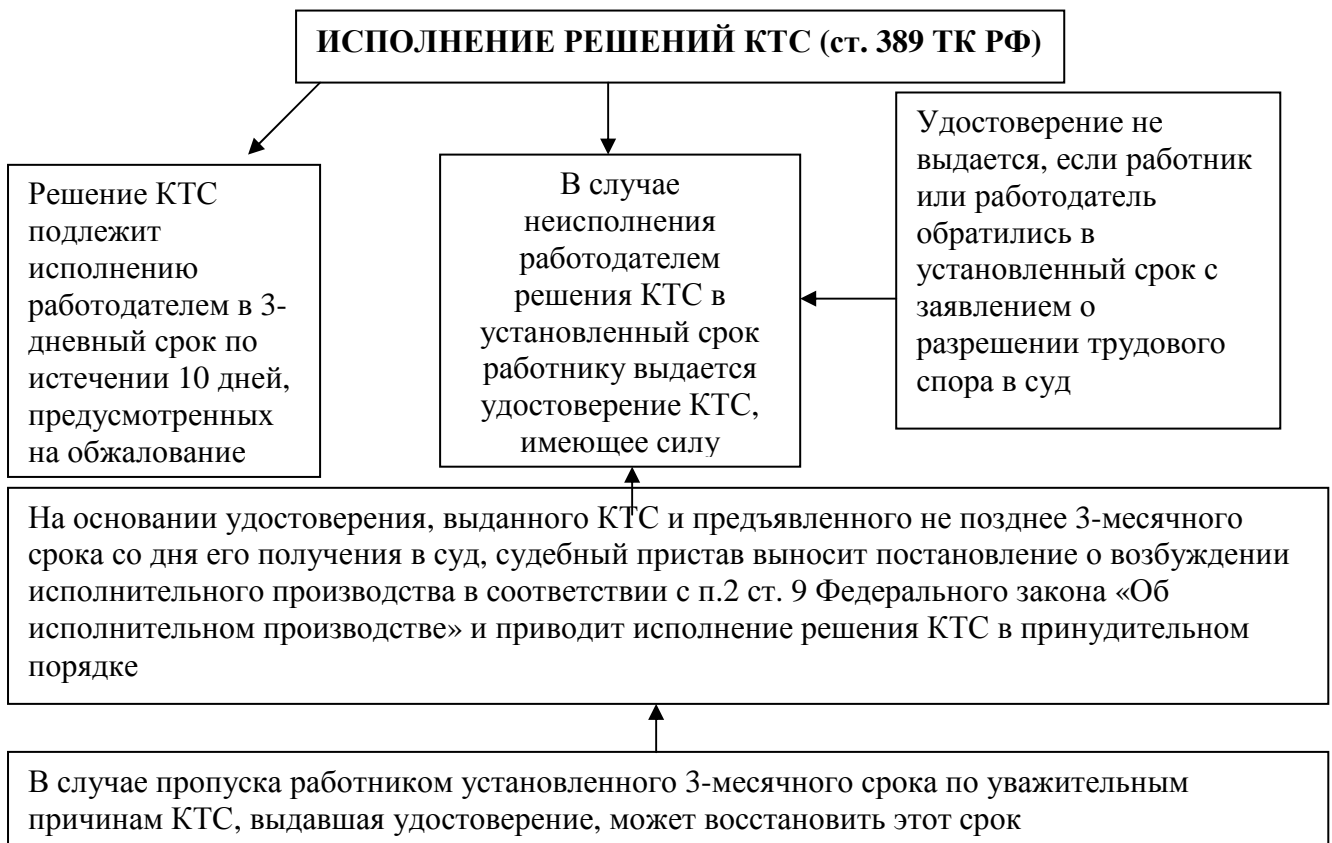 ИСПОЛНЕНИЕ РЕШЕНИЙ КТС (ст. 389 ТК РФ)
Решение КТС
подлежит
исполнению
работодателем в 3-
дневный срок по
истечении 10 дней,
предусмотренных
на обжалование
В случае
неисполнения
работодателем
решения КТС в
установленный срок
работнику выдается
удостоверение КТС,
имеющее силу
Удостоверение не
выдается, если работник
или работодатель
обратились в
установленный срок с
заявлением о
разрешении трудового
спора в суд
На основании удостоверения, выданного КТС и предъявленного не позднее 3-месячного
срока со дня его получения в суд, судебный пристав выносит постановление о возбуждении
исполнительного производства в соответствии с п.2 ст. 9 Федерального закона «Об
исполнительном производстве» и приводит исполнение решения КТС в принудительном
порядке
В случае пропуска работником установленного 3-месячного срока по уважительным
причинам КТС, выдавшая удостоверение, может восстановить этот срок